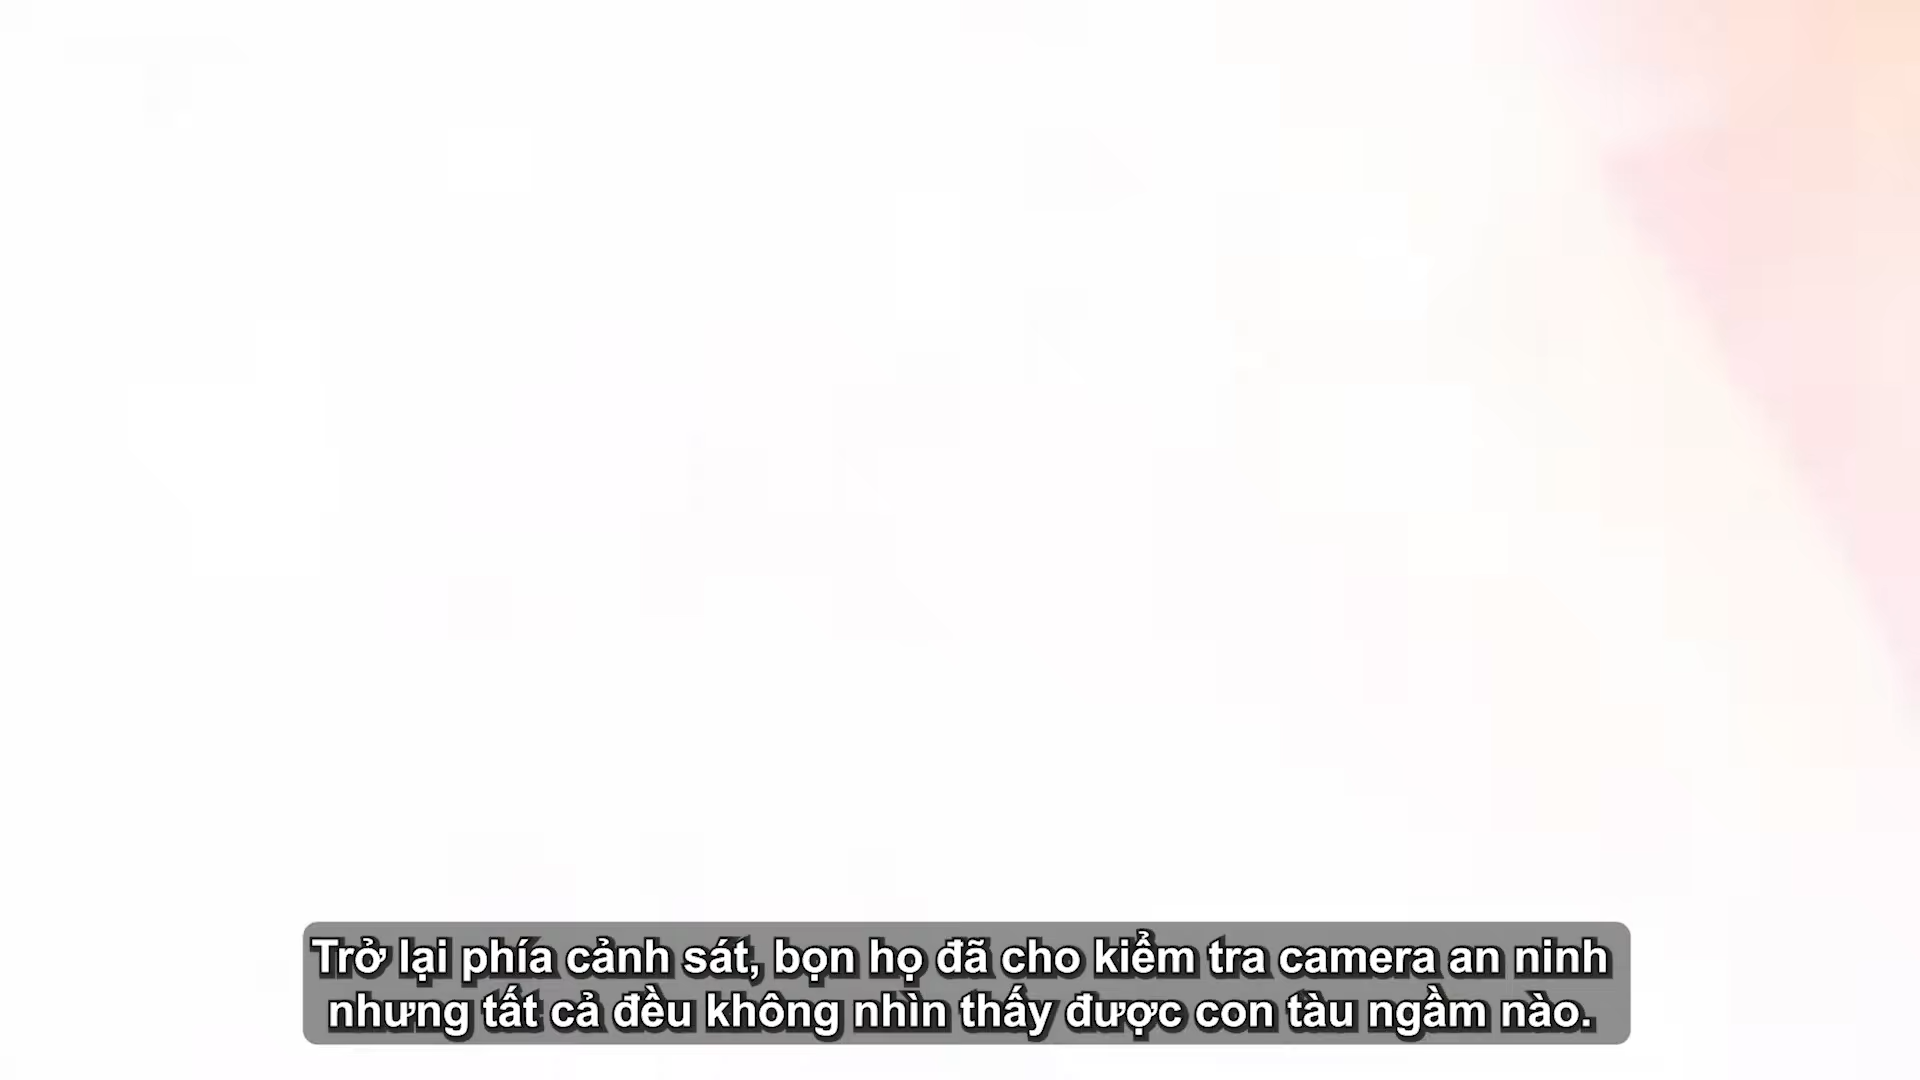 Trở lại phía cảnh sát, bọn họ đã cho kiểm tra camera an ninh
nhưng tất cả đều không nhìn thấy được con tàu ngầm nào.